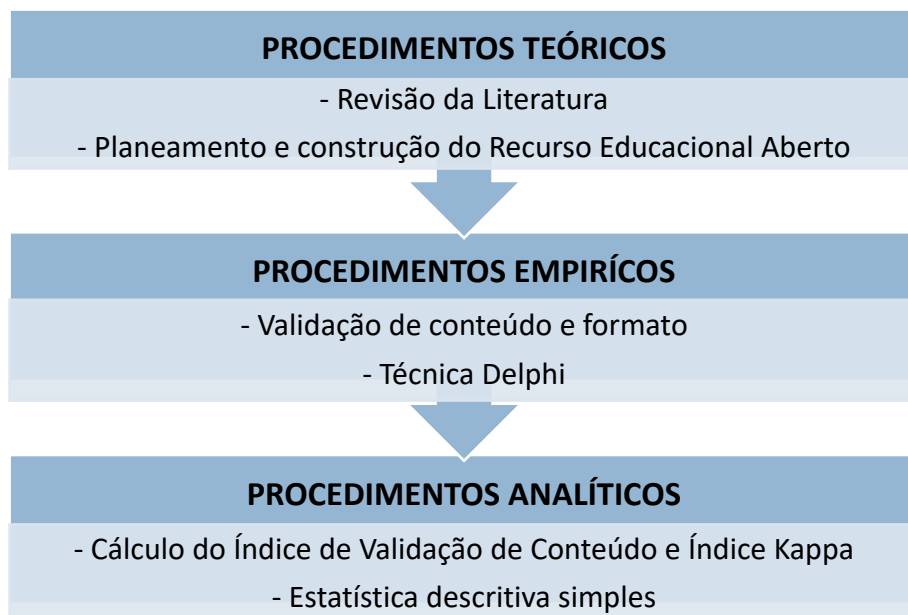 PROCEDIMENTOS TEÓRICOS
- Revisão da Literatura
- Planeamento e construção do Recurso Educacional Aberto
PROCEDIMENTOS EMPIRÍCOS
- Validação de conteúdo e formato
- Técnica Delphi
PROCEDIMENTOS ANALÍTICOS
- Cálculo do Índice de Validação de Conteúdo e Índice Kappa
- Estatística descritiva simples